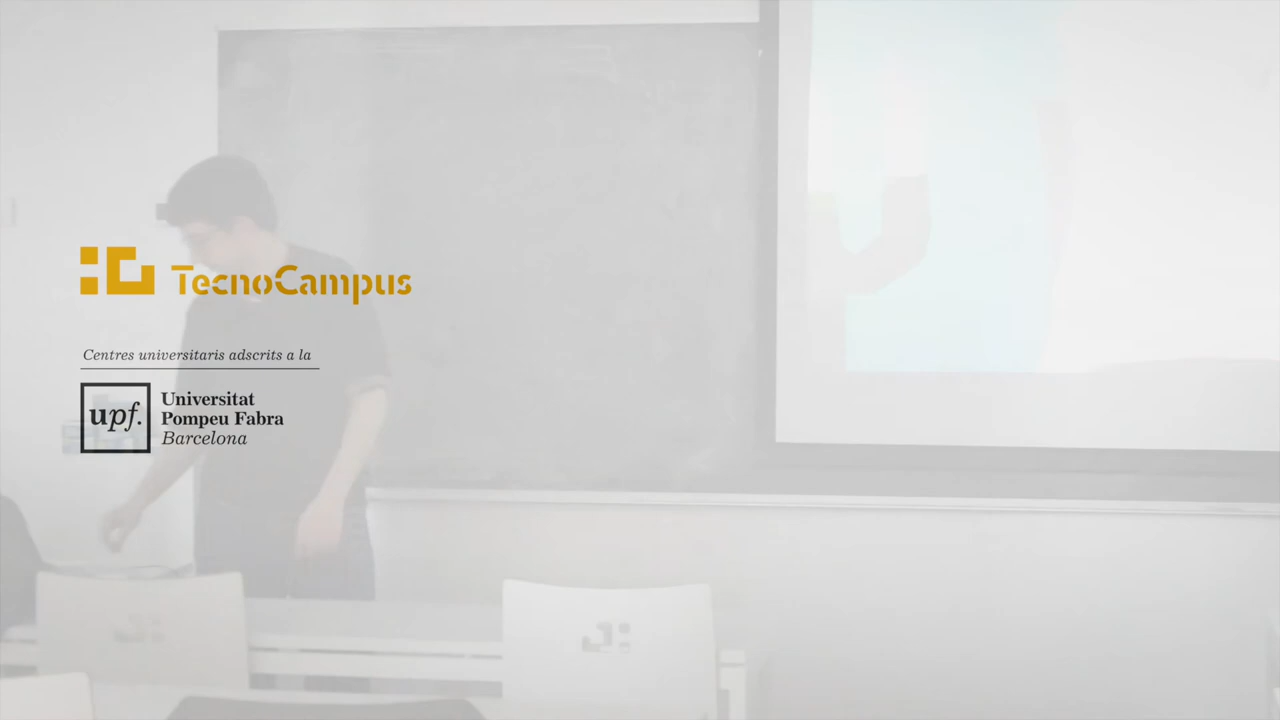 TecnoCampus
Centres universitaris adscrits a la
upf.
Universitat
Pompeu Fabra
Barcelona